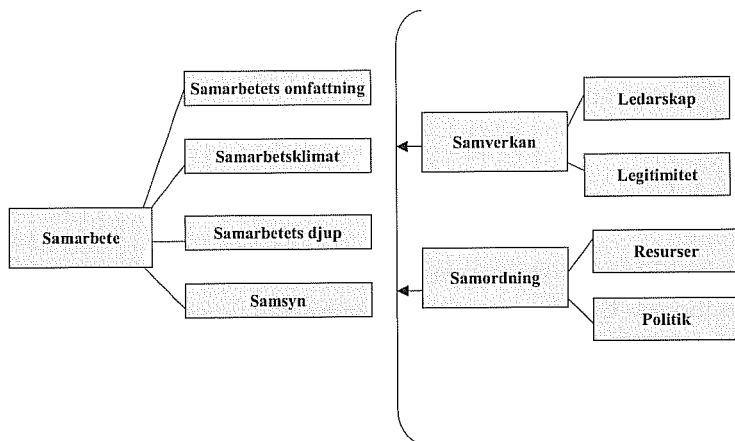 Samarbete
Samarbetets omfattning
Samarbetsklimat
Samarbetets djup
Samsyn
Samverkan
Samordning
Ledarskap
Legitimitet
Resurser
Politik